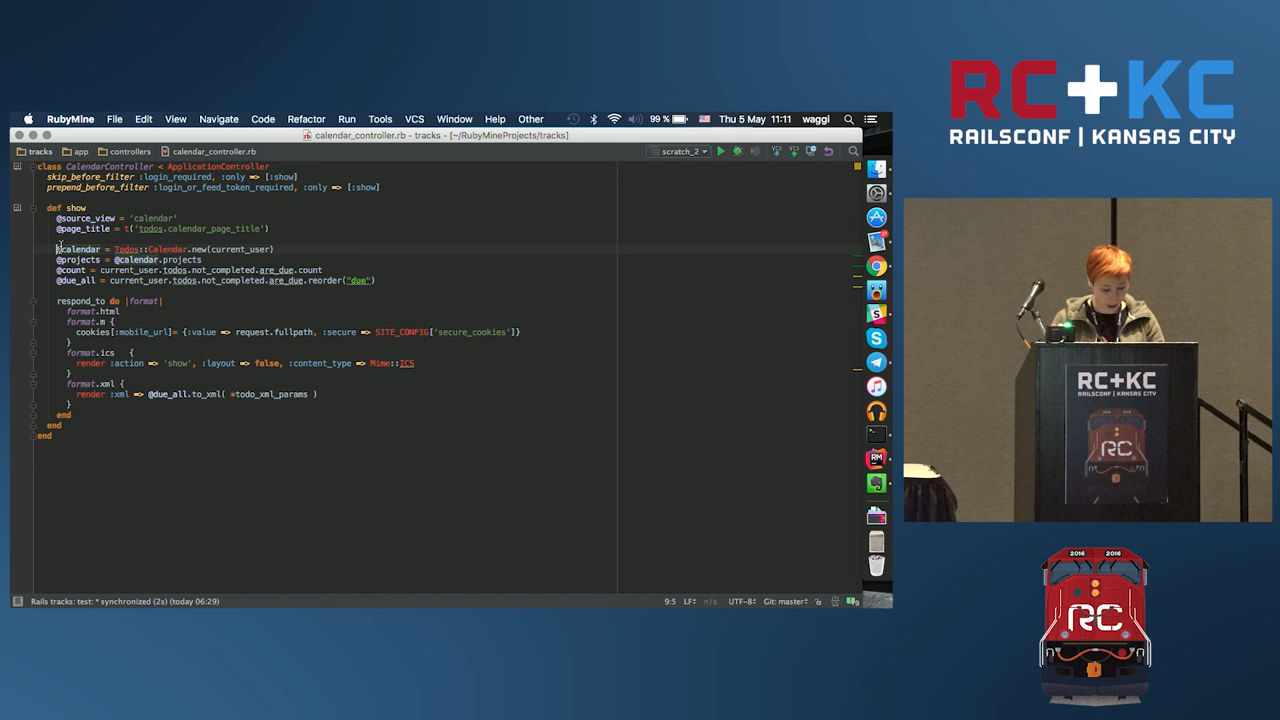 RubyMine File Edit View Navigate Code Refactor Run Tools VCS Window Help Other 99 % Thu 5 May 11:11 waggi
calendar_controller.rb - tracks - [~/RubyMineProjects/tracks]
tracks app controllers calendar_controller.rb scratch_2
class CalendarController < ApplicationController
skip_before_filter :login_required, :only => [:show]
prepend_before_filter :login_or_feed_token_required, :only => [:show]
def show
@source_view = 'calendar'
@page_title = t('todos.calendar_page_title')
@calendar = Todos::Calendar.new(current_user)
@projects = @calendar.projects
@count = current_user.todos.not_completed.are_due.count
@due_all = current_user.todos.not_completed.are_due.reorder("due")
respond_to do |format|
format.html
format.m {
cookies[:mobile_url]= {:value => request.fullpath, :secure => SITE_CONFIG['secure_cookies']}
}
format.ics {
render :action => 'show', :layout => false, :content_type => Mime::ICS
}
format.xml {
render :xml => @due_all.to_xml( *todo_xml_params )
}
end
end
end
Rails tracks: test: * synchronized (2s) (today 06:29) 9:5 LF÷ n/a UTF-8÷ Git: master÷
RC+KC
RAILSCONF | KANSAS CITY
RC+KC
RAILSCONF | KANSAS CITY
RC
2016 2016
RC